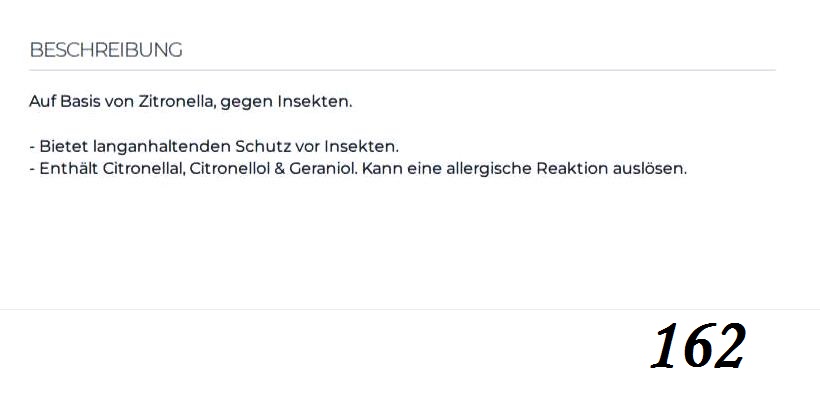 BESCHREIBUNG
Auf Basis von Zitronella, gegen Insekten.
- Bietet langanhaltenden Schutz vor Insekten.
- Enthält Citronellal, Citronellol & Geraniol. Kann eine allergische Reaktion auslösen.
162